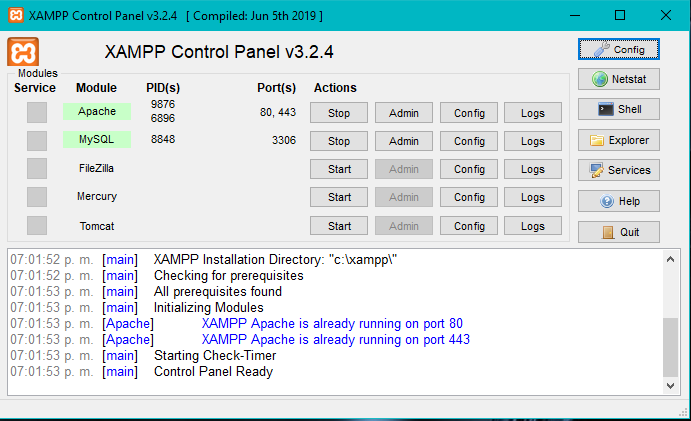 XAMPP Control Panel v3.2.4 [ Compiled: Jun 5th 2019 ]
XAMPP Control Panel v3.2.4
Config
Modules
Netstat
Service Module PID(s) Port(s) Actions
Apache 9876 6896 80, 443 Stop Admin Config Logs
Shell
MySQL 8848 3306 Stop Admin Config Logs
Explorer
FileZilla Start Admin Config Logs
Services
Mercury Start Admin Config Logs
Help
Tomcat Start Admin Config Logs
Quit
07:01:52 p. m. [main] XAMPP Installation Directory: "c:\xampp\"
07:01:52 p. m. [main] Checking for prerequisites
07:01:53 p. m. [main] All prerequisites found
07:01:53 p. m. [main] Initializing Modules
07:01:53 p. m. [Apache] XAMPP Apache is already running on port 80
07:01:53 p. m. [Apache] XAMPP Apache is already running on port 443
07:01:53 p. m. [main] Starting Check-Timer
07:01:53 p. m. [main] Control Panel Ready